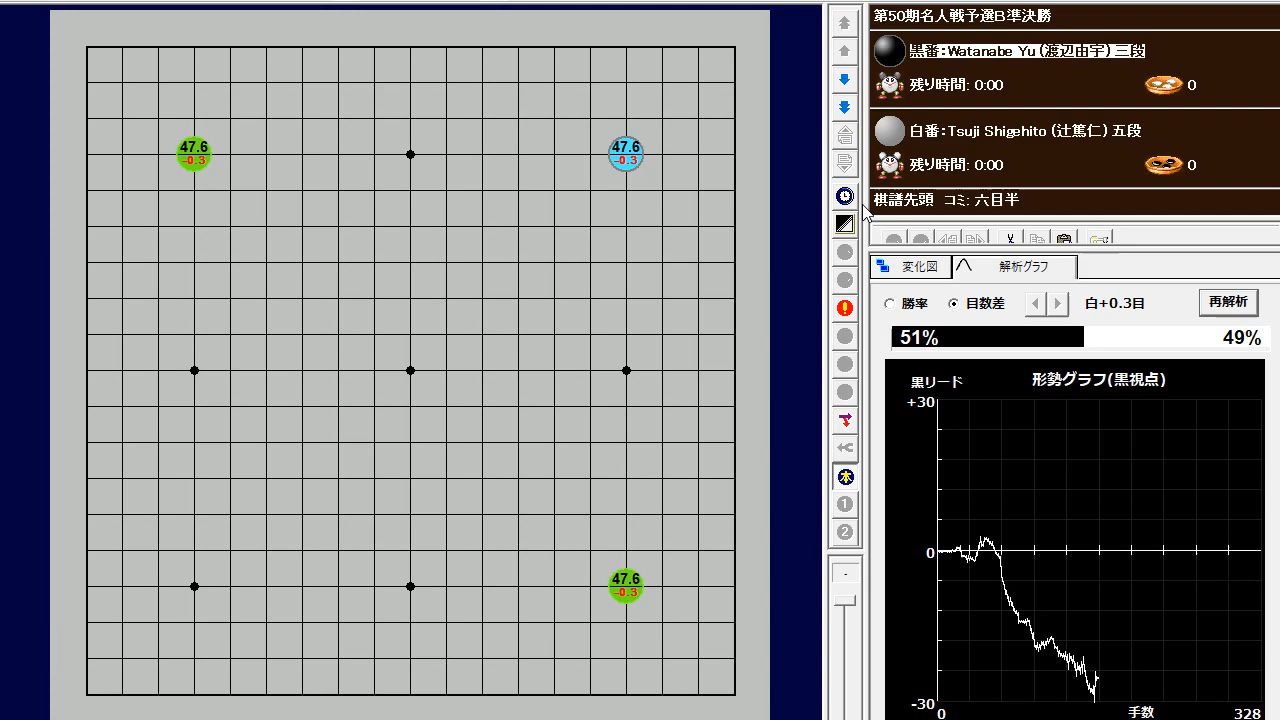 第50期名人戦予選B準決勝
黒番:Watanabe Yu (渡辺由宇) 三段
残り時間: 0:00
0
白番:Tsuji Shigehito (辻篤仁) 五段
残り時間: 0:00
0
棋譜先頭 コミ: 六目半
変化図
解析グラフ
勝率
目数差
白+0.3目
再解析
51%
49%
黒リード
形勢グラフ(黒視点)
+30
0
-30
0
手数
328
47.6
-0.3
47.6
-0.3
47.6
-0.3
1
2
-